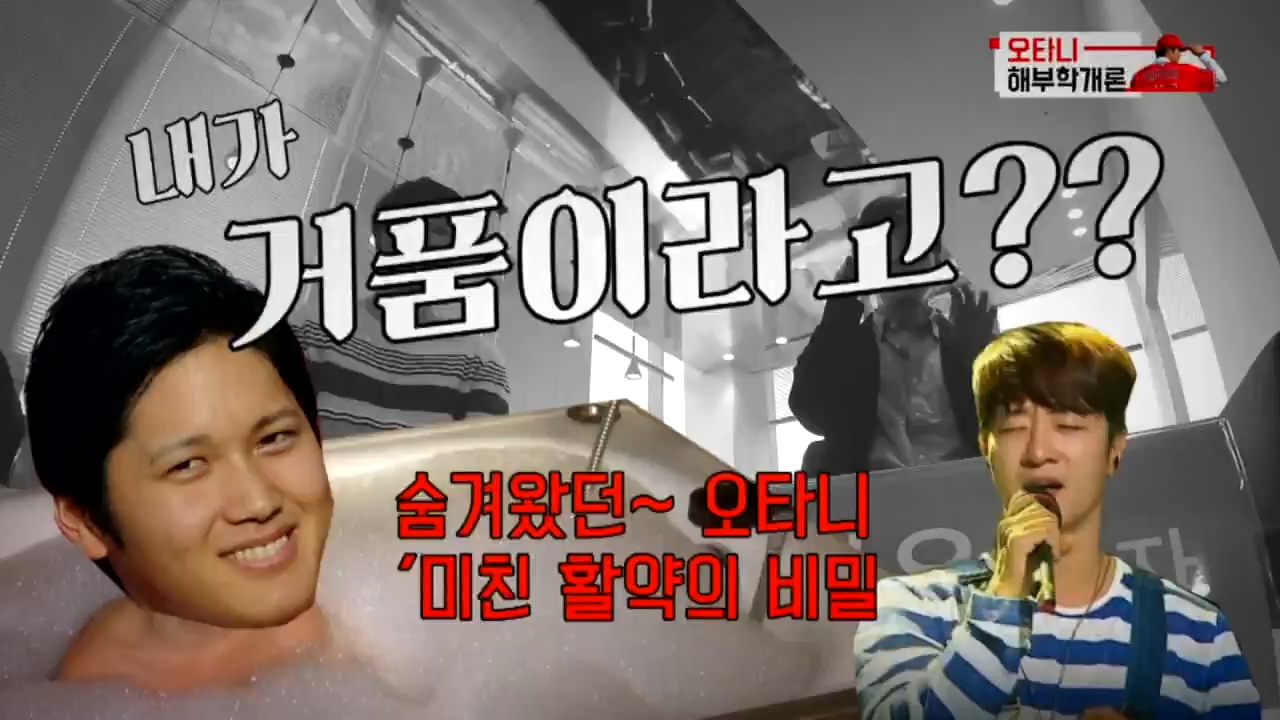 오타니
해부학개론
내가
거품이라고??
숨겨왔던~ 오타니
'미친 활약의 비밀